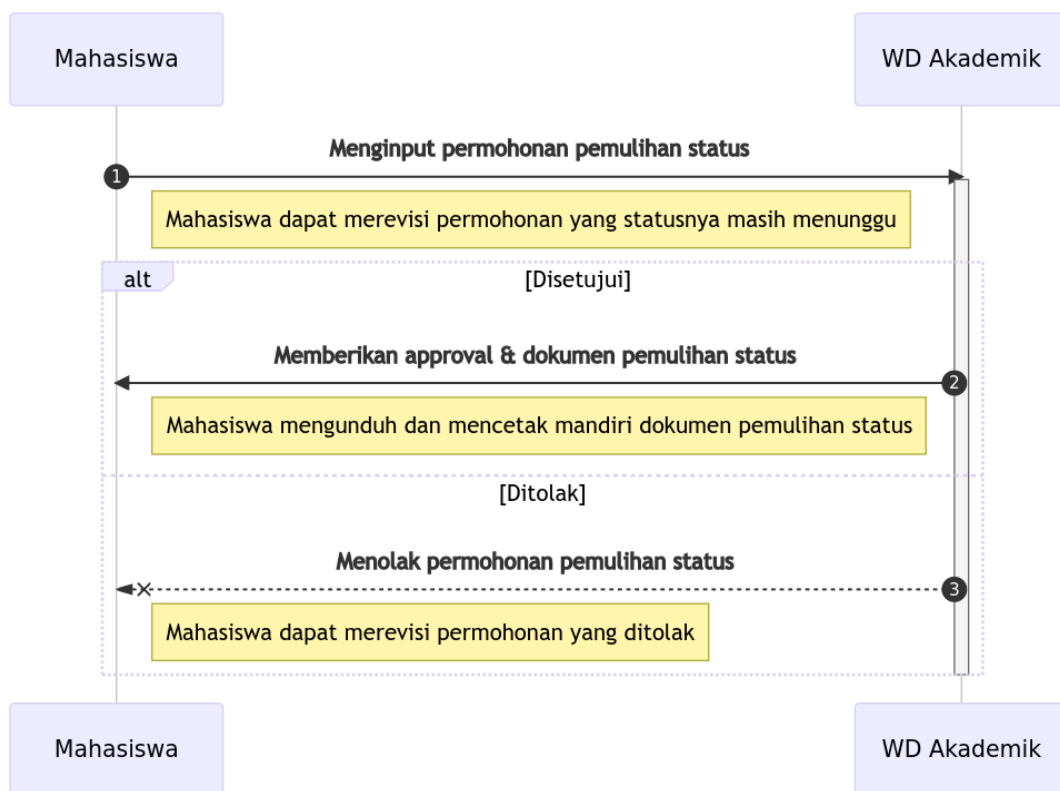 Mahasiswa
WD Akademik
Menginput permohonan pemulihan status
1
Mahasiswa dapat merevisi permohonan yang statusnya masih menunggu
alt
[Disetujui]
Memberikan approval & dokumen pemulihan status
2
Mahasiswa mengunduh dan mencetak mandiri dokumen pemulihan status
[Ditolak]
Menolak permohonan pemulihan status
3
Mahasiswa dapat merevisi permohonan yang ditolak
Mahasiswa
WD Akademik